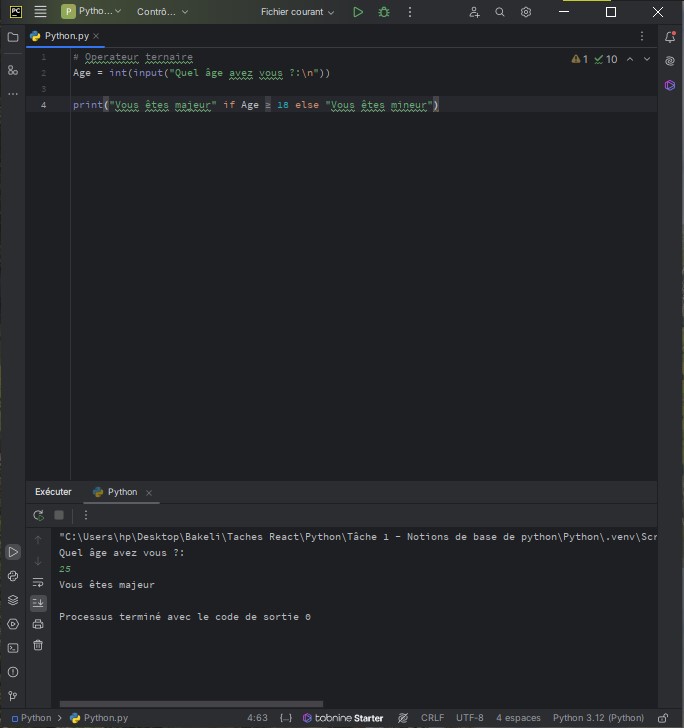 PC P Pytho... Contrô... Fichier courant
Python.py
1 # Operateur ternaire
2 Age = int(input("Quel âge avez vous ?:\n"))
3
4 print("Vous êtes majeur" if Age ≥ 18 else "Vous êtes mineur")
1 10
Exécuter Python
"C:\Users\hp\Desktop\Bakeli\Taches React\Python\Tâche 1 - Notions de base de python\Python\.venv\Scr
Quel âge avez vous ?:
25
Vous êtes majeur
Processus terminé avec le code de sortie 0
Python > Python.py 4:63 {...} tabnine Starter CRLF UTF-8 4 espaces Python 3.12 (Python)